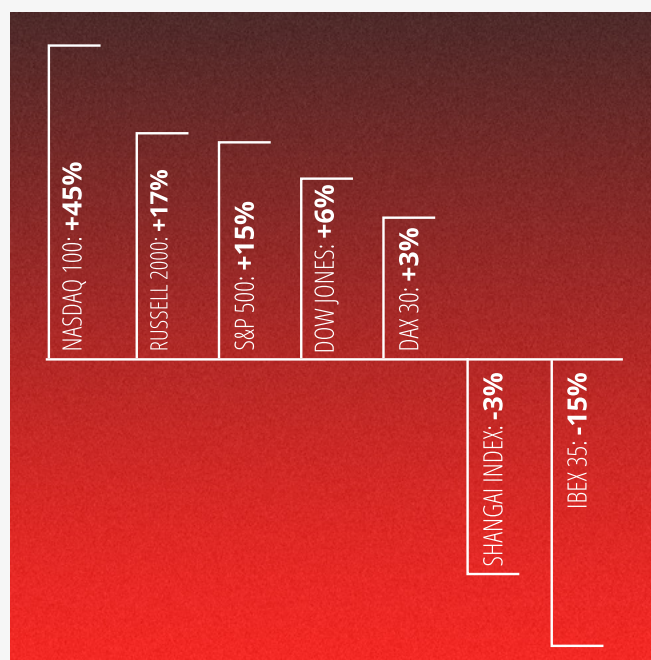 NASDAQ 100: +45%
RUSSELL 2000: +17%
S&P 500: +15%
DOW JONES: +6%
DAX 30: +3%
SHANGAI INDEX: -3%
IBEX 35: -15%